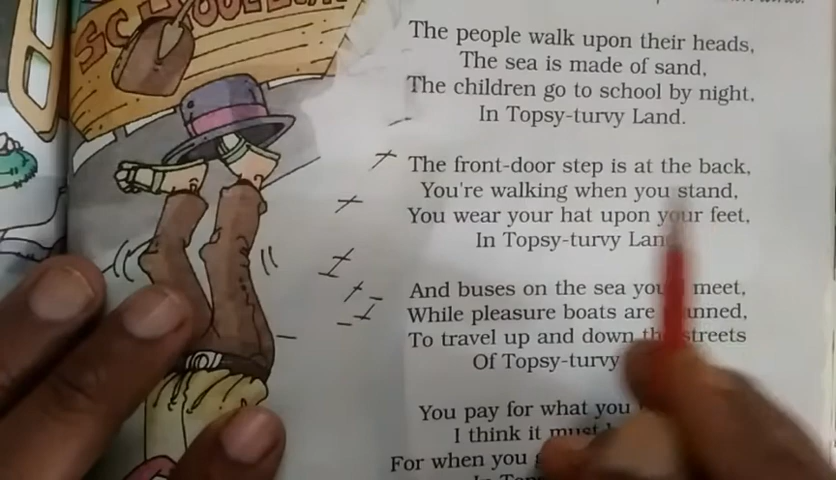 The people walk upon their heads,
The sea is made of sand,
The children go to school by night,
In Topsy-turvy Land.
The front-door step is at the back,
You're walking when you stand,
You wear your hat upon your feet,
In Topsy-turvy
And buses on the sea you meet,
While pleasure boats are
To travel up and down the streets
Of Topsy-turvy
You pay for what you
I think it must
For when you